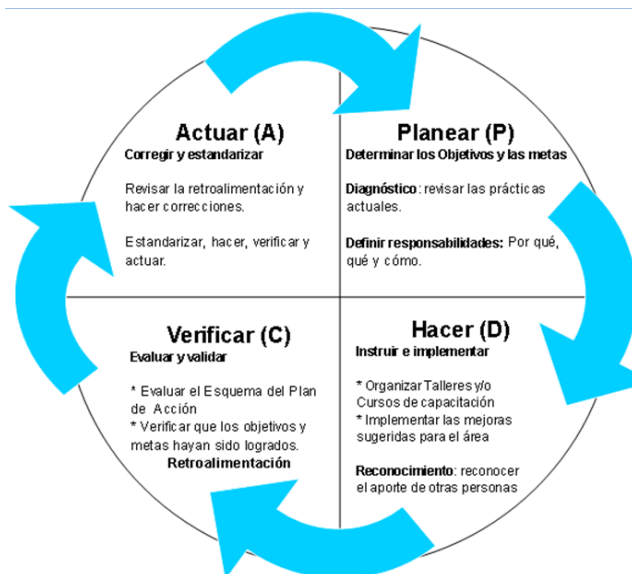 Actuar (A)
Corregir y estandarizar
Revisar la retroalimentación y
hacer correcciones.
Estandarizar, hacer, verificar y
actuar.
Planear (P)
Determinar los Objetivos y las metas
Diagnóstico: revisar las prácticas
actuales.
Definir responsabilidades: Por qué,
qué y cómo.
Verificar (C)
Evaluar y validar
* Evaluar el Esquema del Plan
de Acción
* Verificar que los objetivos y
metas hayan sido logrados.
Retroalimentación
Hacer (D)
Instruir e implementar
* Organizar Talleres y/o
Cursos de capacitación
* Implementar las mejoras
sugeridas para el área
Reconocimiento: reconocer
el aporte de otras personas